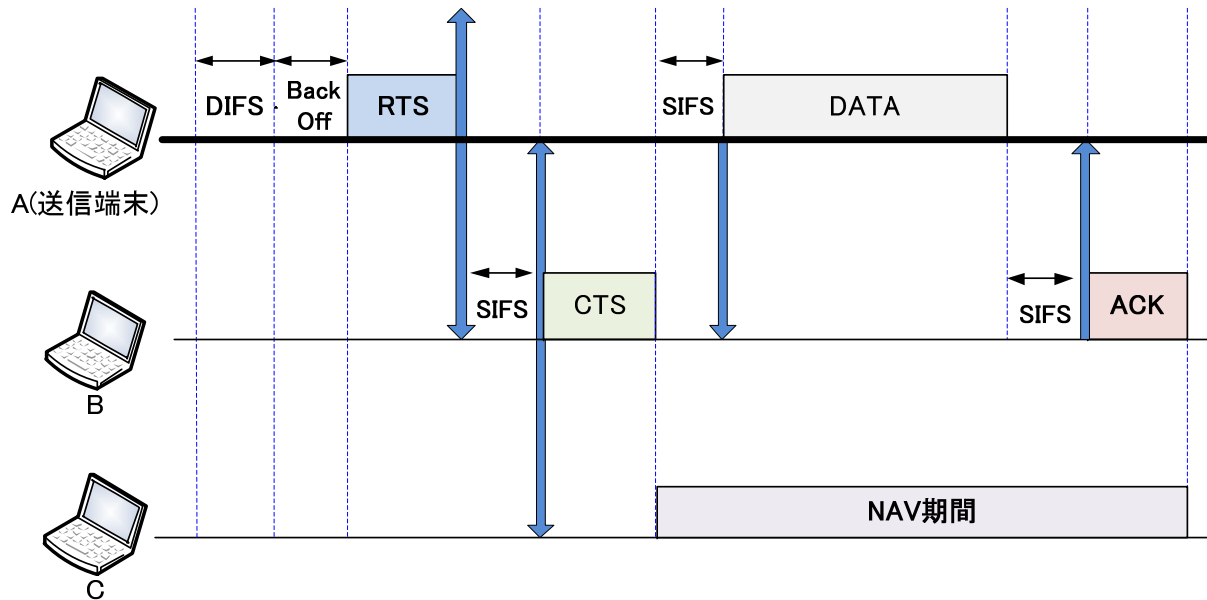 DIFS
Back
Off
RTS
SIFS
DATA
A(送信端末)
SIFS
CTS
SIFS
ACK
B
NAV期間
C